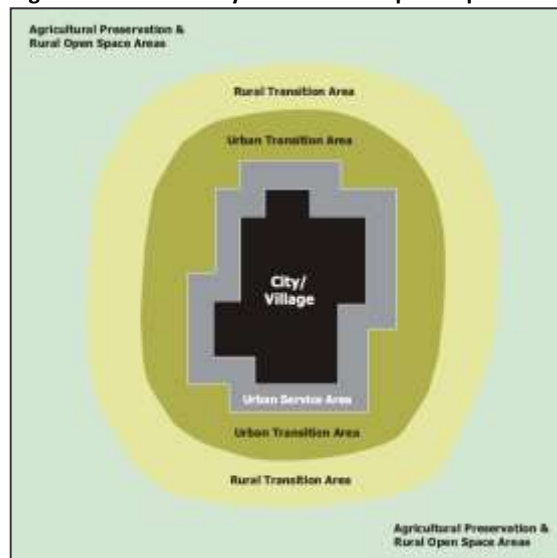 Agricultural Preservation &
Rural Open Space Areas
Rural Transition Area
Urban Transition Area
City/
Village
Urban Service Area
Urban Transition Area
Rural Transition Area
Agricultural Preservation &
Rural Open Space Areas